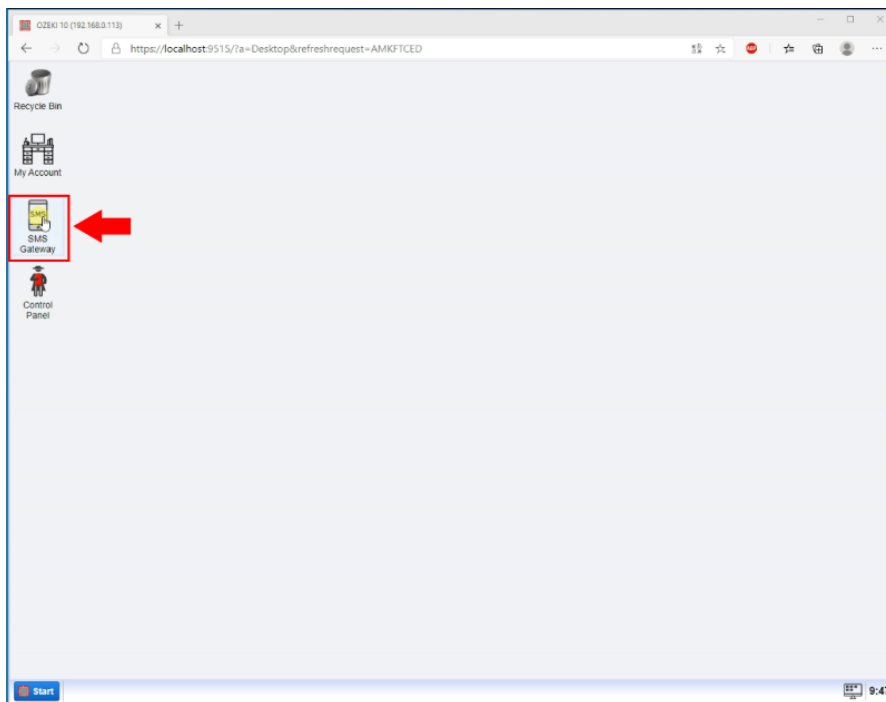 OZEKI 10 (192.168.0.113)
https://localhost:9515/?a=Desktop&refreshrequest=AMKFTCED
Recycle Bin
My Account
SMS
SMS
Gateway
Control
Panel
Start